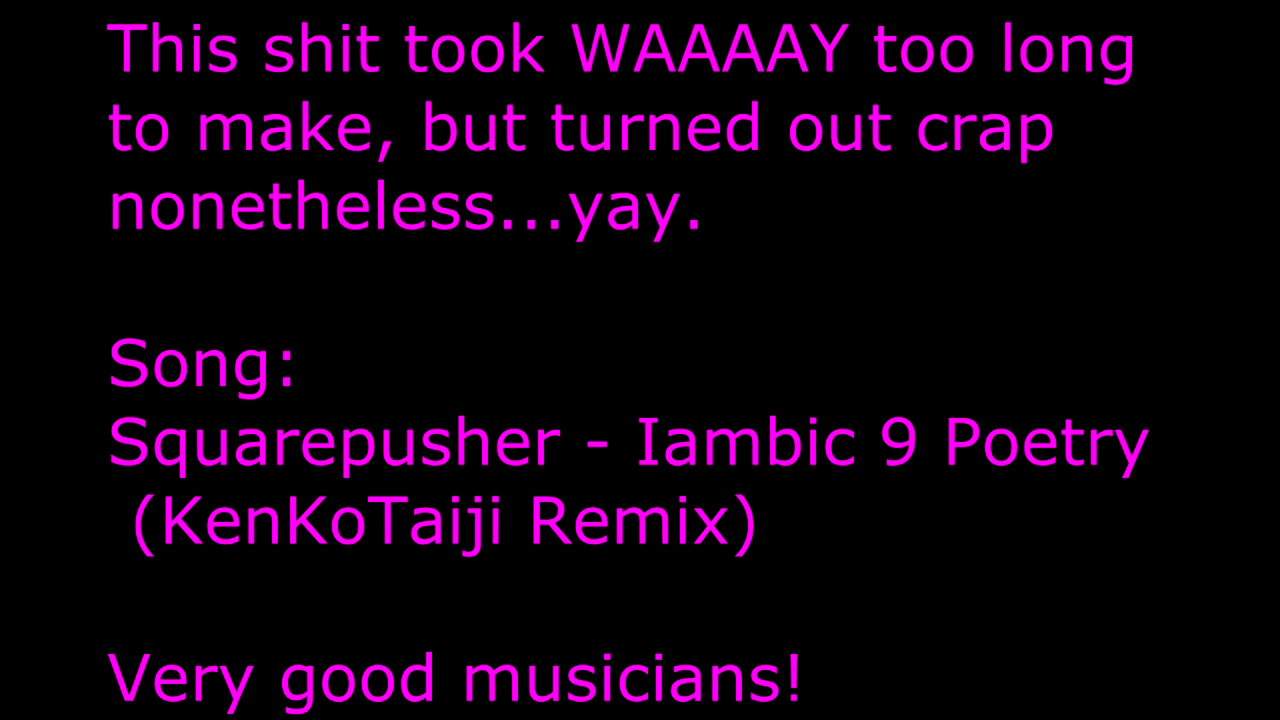 This shit took WAAAAY too long
to make, but turned out crap
nonetheless...yay.
Song:
Squarepusher - Iambic 9 Poetry
(KenKoTaiji Remix)
Very good musicians!